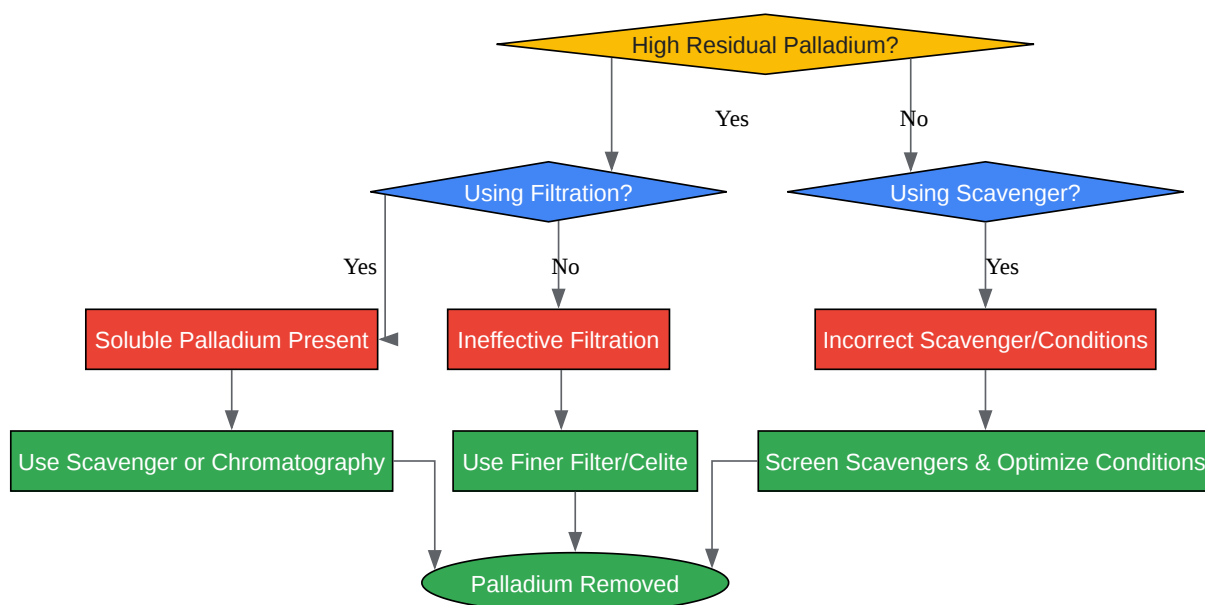 High Residual Palladium?
Yes
No
Using Filtration?
Using Scavenger?
Yes
No
Yes
Soluble Palladium Present
Ineffective Filtration
Incorrect Scavenger/Conditions
Use Scavenger or Chromatography
Use Finer Filter/Celite
Screen Scavengers & Optimize Conditions
Palladium Removed